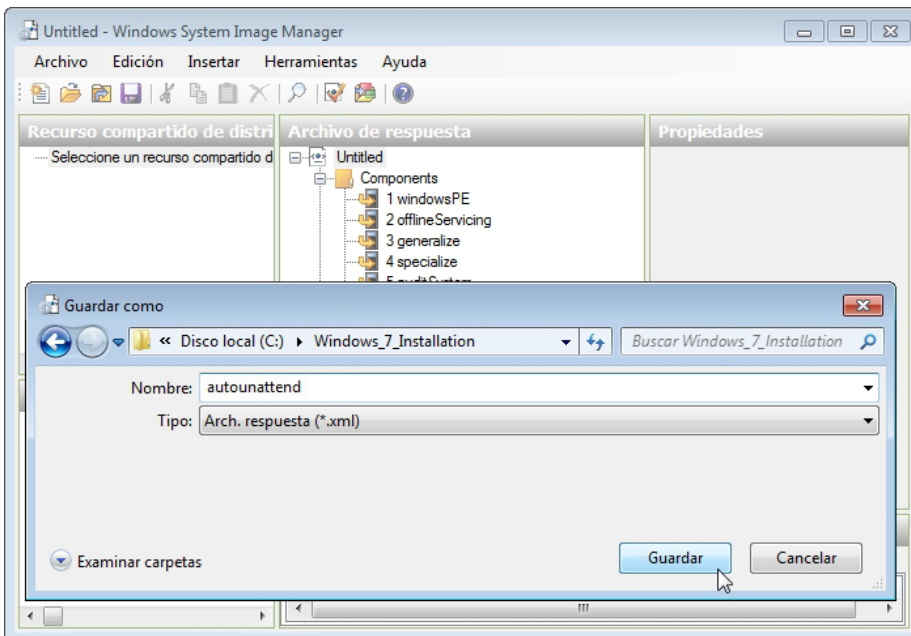 Untitled - Windows System Image Manager
Archivo Edición Insertar Herramientas Ayuda
Recurso compartido de distri
Seleccione un recurso compartido d
Archivo de respuesta
Untitled
Components
1 windowsPE
2 offlineServicing
3 generalize
4 specialize
5 auditSystem
Propiedades
Guardar como
« Disco local (C:) Windows_7_Installation
Buscar Windows_7_Installation
Nombre: autounattend
Tipo: Arch. respuesta (*.xml)
Examinar carpetas
Guardar
Cancelar